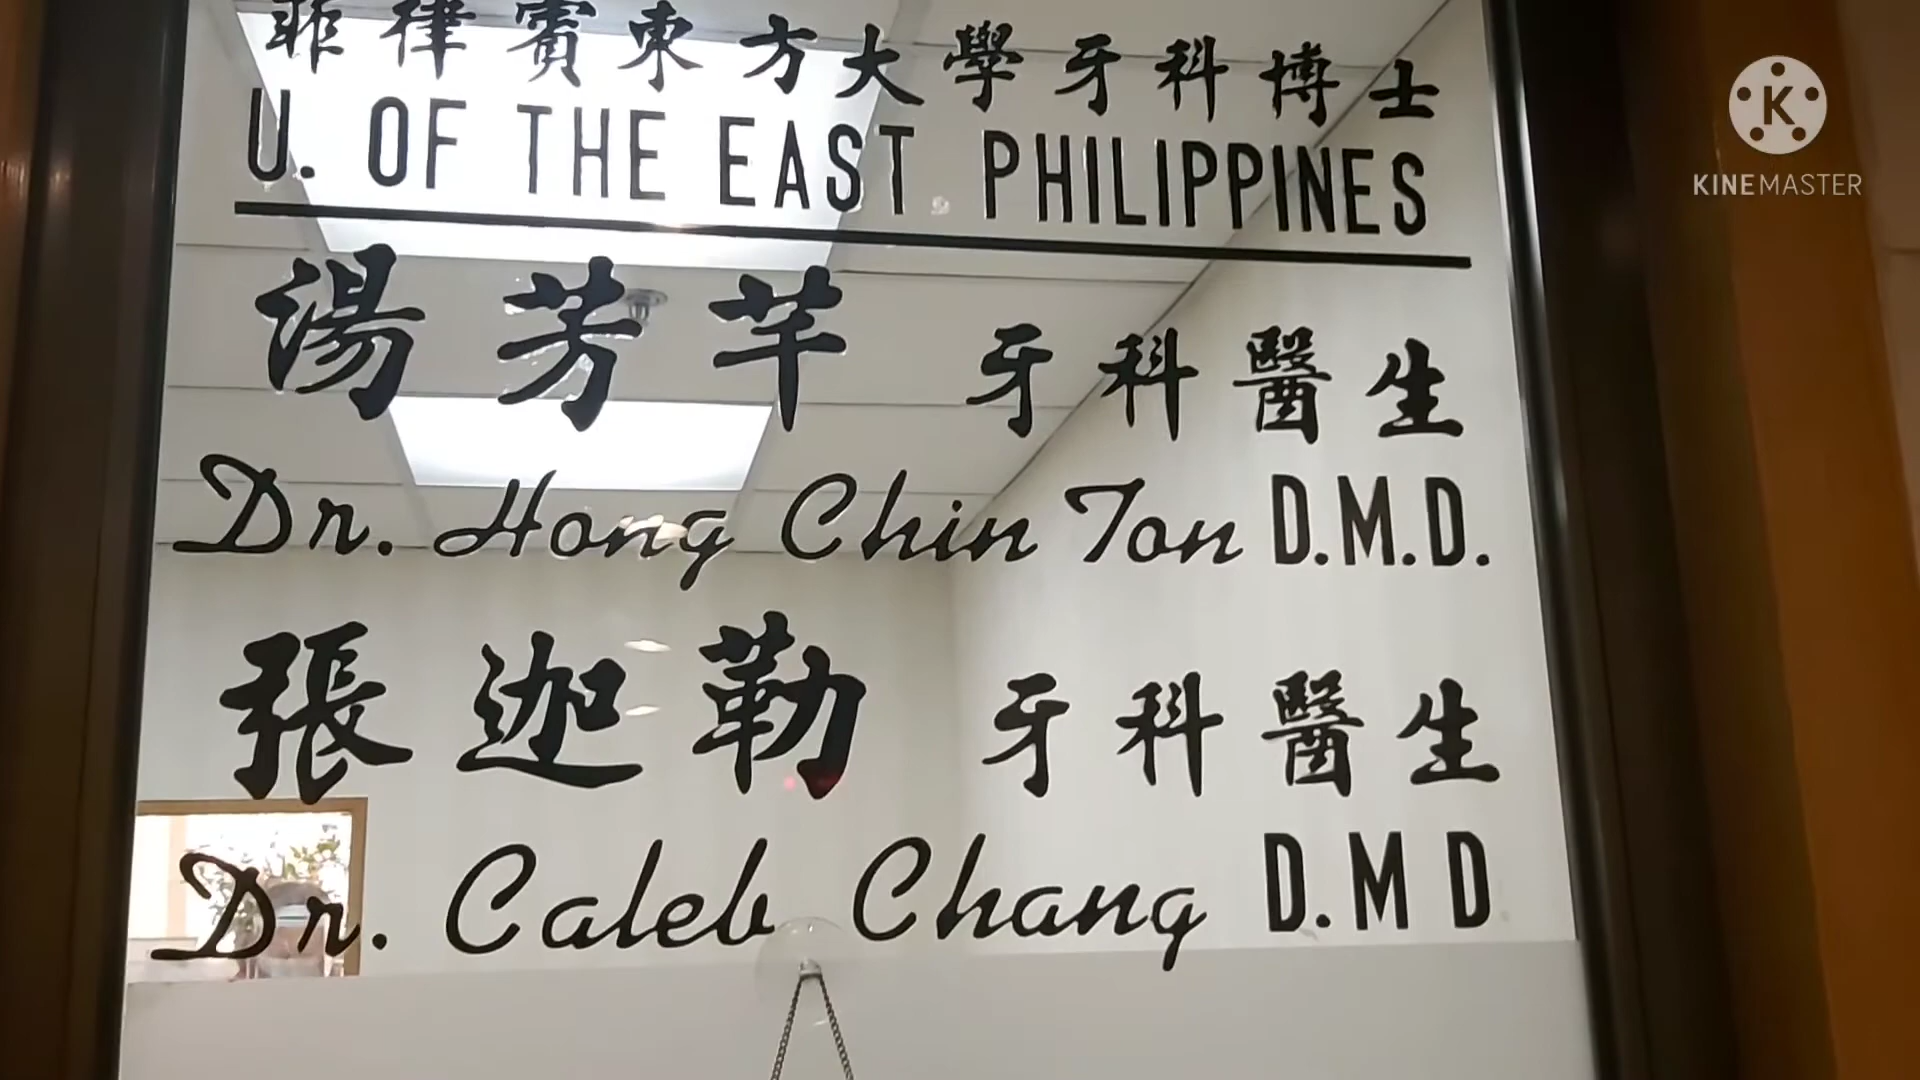 菲律賓東方大學牙科博士
U. OF THE EAST PHILIPPINES
湯芳芊 牙科醫生
Dr. Hong Chin Ton D.M.D.
張迦勒 牙科醫生
Dr. Caleb Chang D.M D
K
KINEMASTER